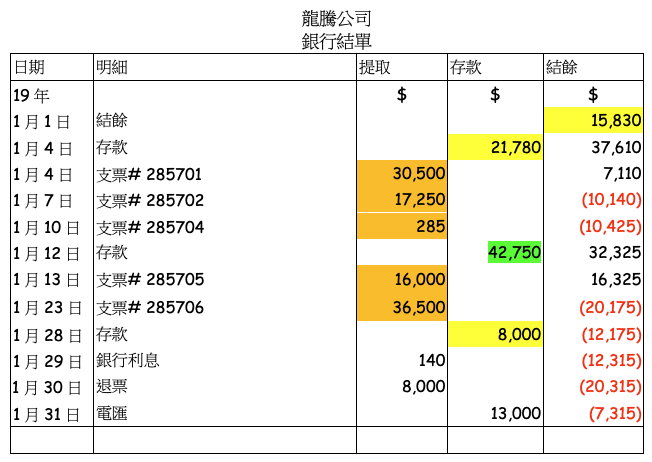 龍騰公司
銀行結單
日期 明細 提取 存款 結餘
19 年 $ $ $
1 月 1 日 結餘 15,830
1 月 4 日 存款 21,780 37,610
1 月 4 日 支票# 285701 30,500 7,110
1 月 7 日 支票# 285702 17,250 (10,140)
1 月 10 日 支票# 285704 285 (10,425)
1 月 12 日 存款 42,750 32,325
1 月 13 日 支票# 285705 16,000 16,325
1 月 23 日 支票# 285706 36,500 (20,175)
1 月 28 日 存款 8,000 (12,175)
1 月 29 日 銀行利息 140 (12,315)
1 月 30 日 退票 8,000 (20,315)
1 月 31 日 電匯 13,000 (7,315)